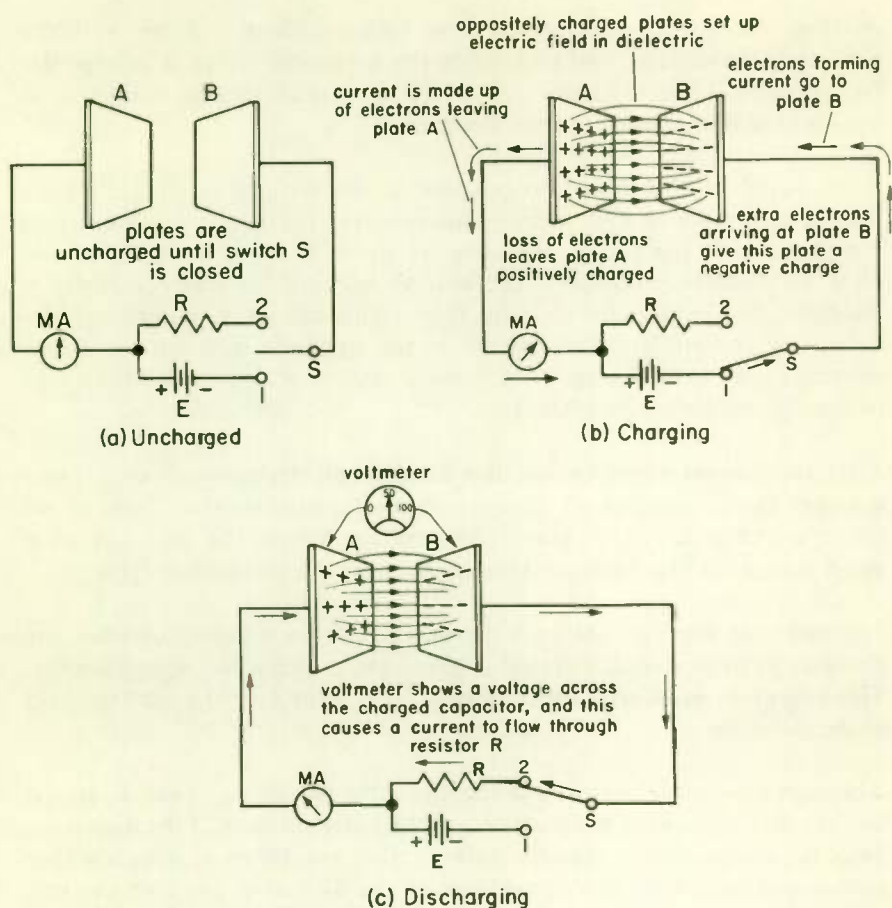 A B
plates are
uncharged until switch S
is closed
MA
R
2
S
+ -
E
1
(a) Uncharged
oppositely charged plates set up
electric field in dielectric
current is made up
of electrons leaving
plate A
electrons forming
current go to
plate B
A B
loss of electrons
leaves plate A
positively charged
extra electrons
arriving at plate B
give this plate a
negative charge
MA
R
2
S
+ -
E
1
(b) Charging
voltmeter
0 50 100
A B
voltmeter shows a voltage across
the charged capacitor, and this
causes a current to flow through
resistor R
MA
R
2
S
+ -
E
1
(c) Discharging